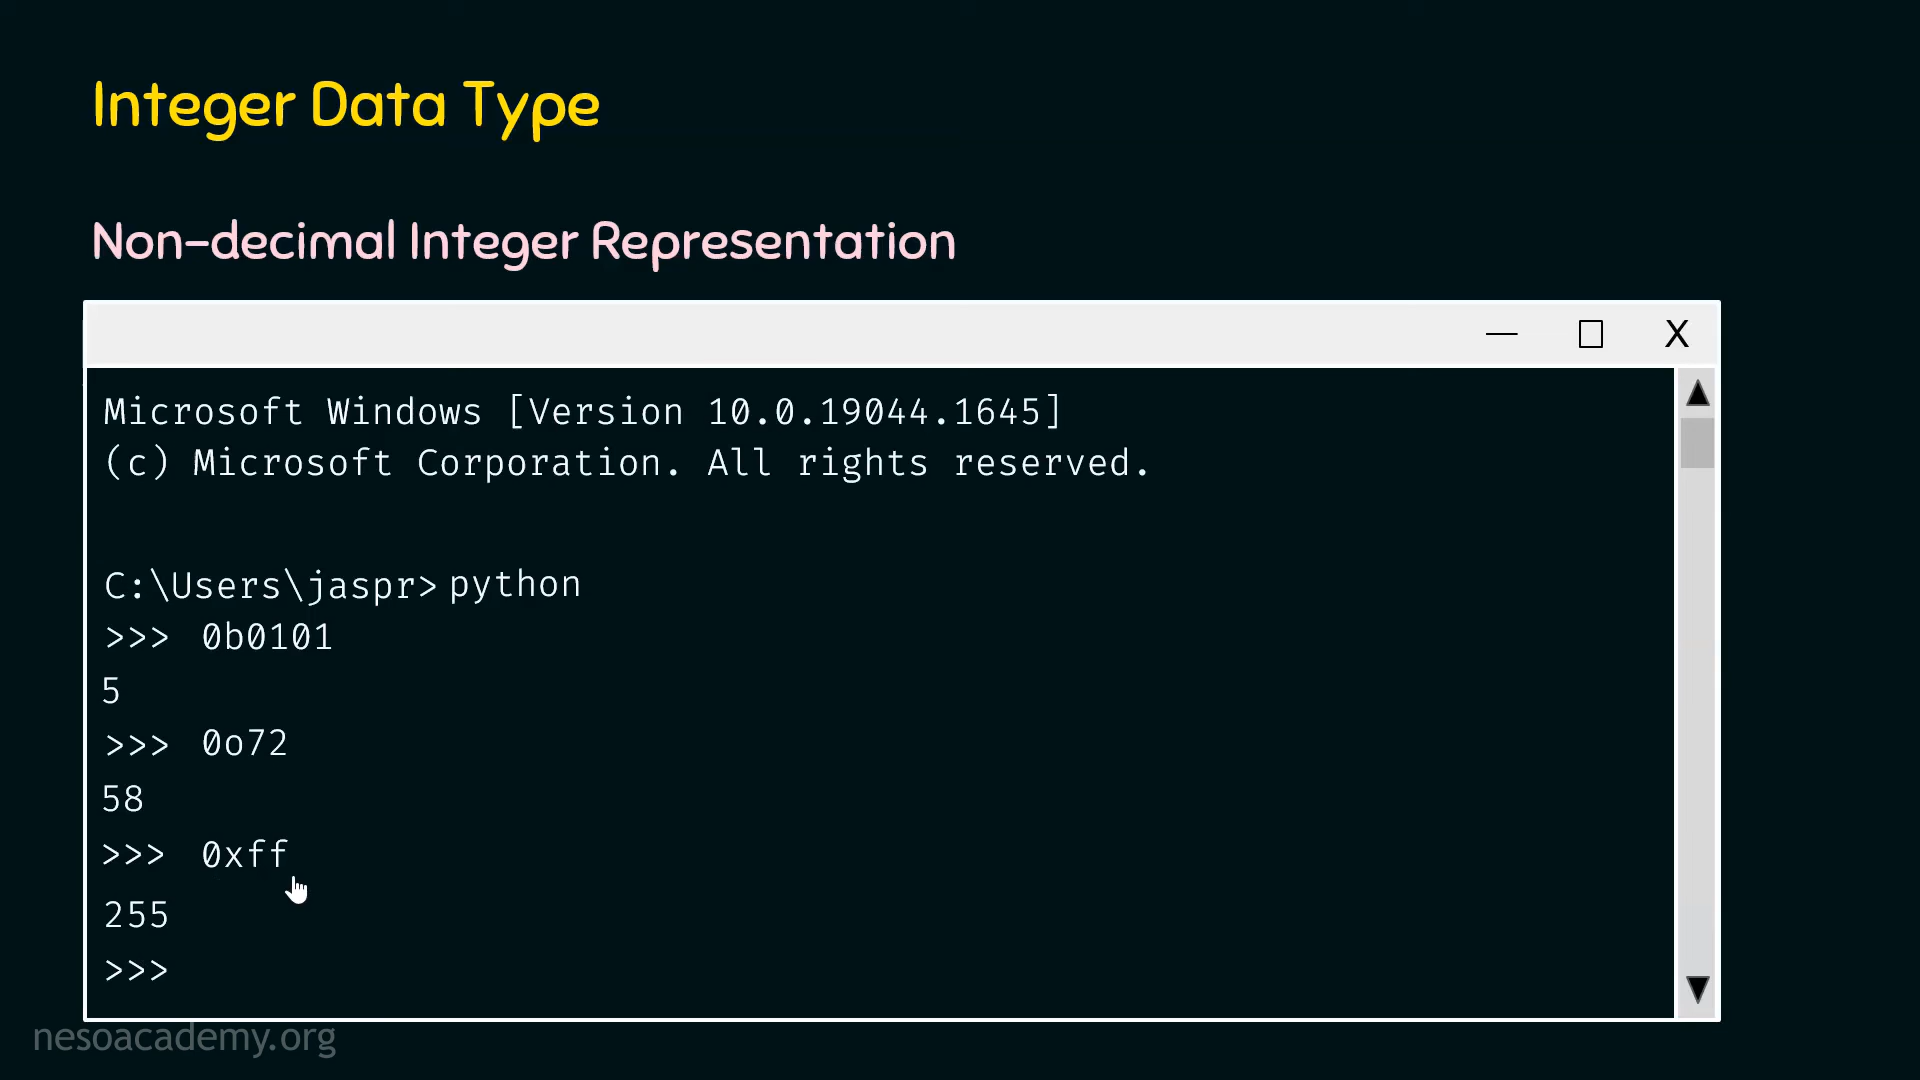 Integer Data Type
Non-decimal Integer Representation
X
Microsoft Windows [Version 10.0.19044.1645]
(c) Microsoft Corporation. All rights reserved.
C:\Users\jaspr> python
>>> 0b0101
5
>>> 0o72
58
>>> 0xff
255
>>>
nesoacademy.org